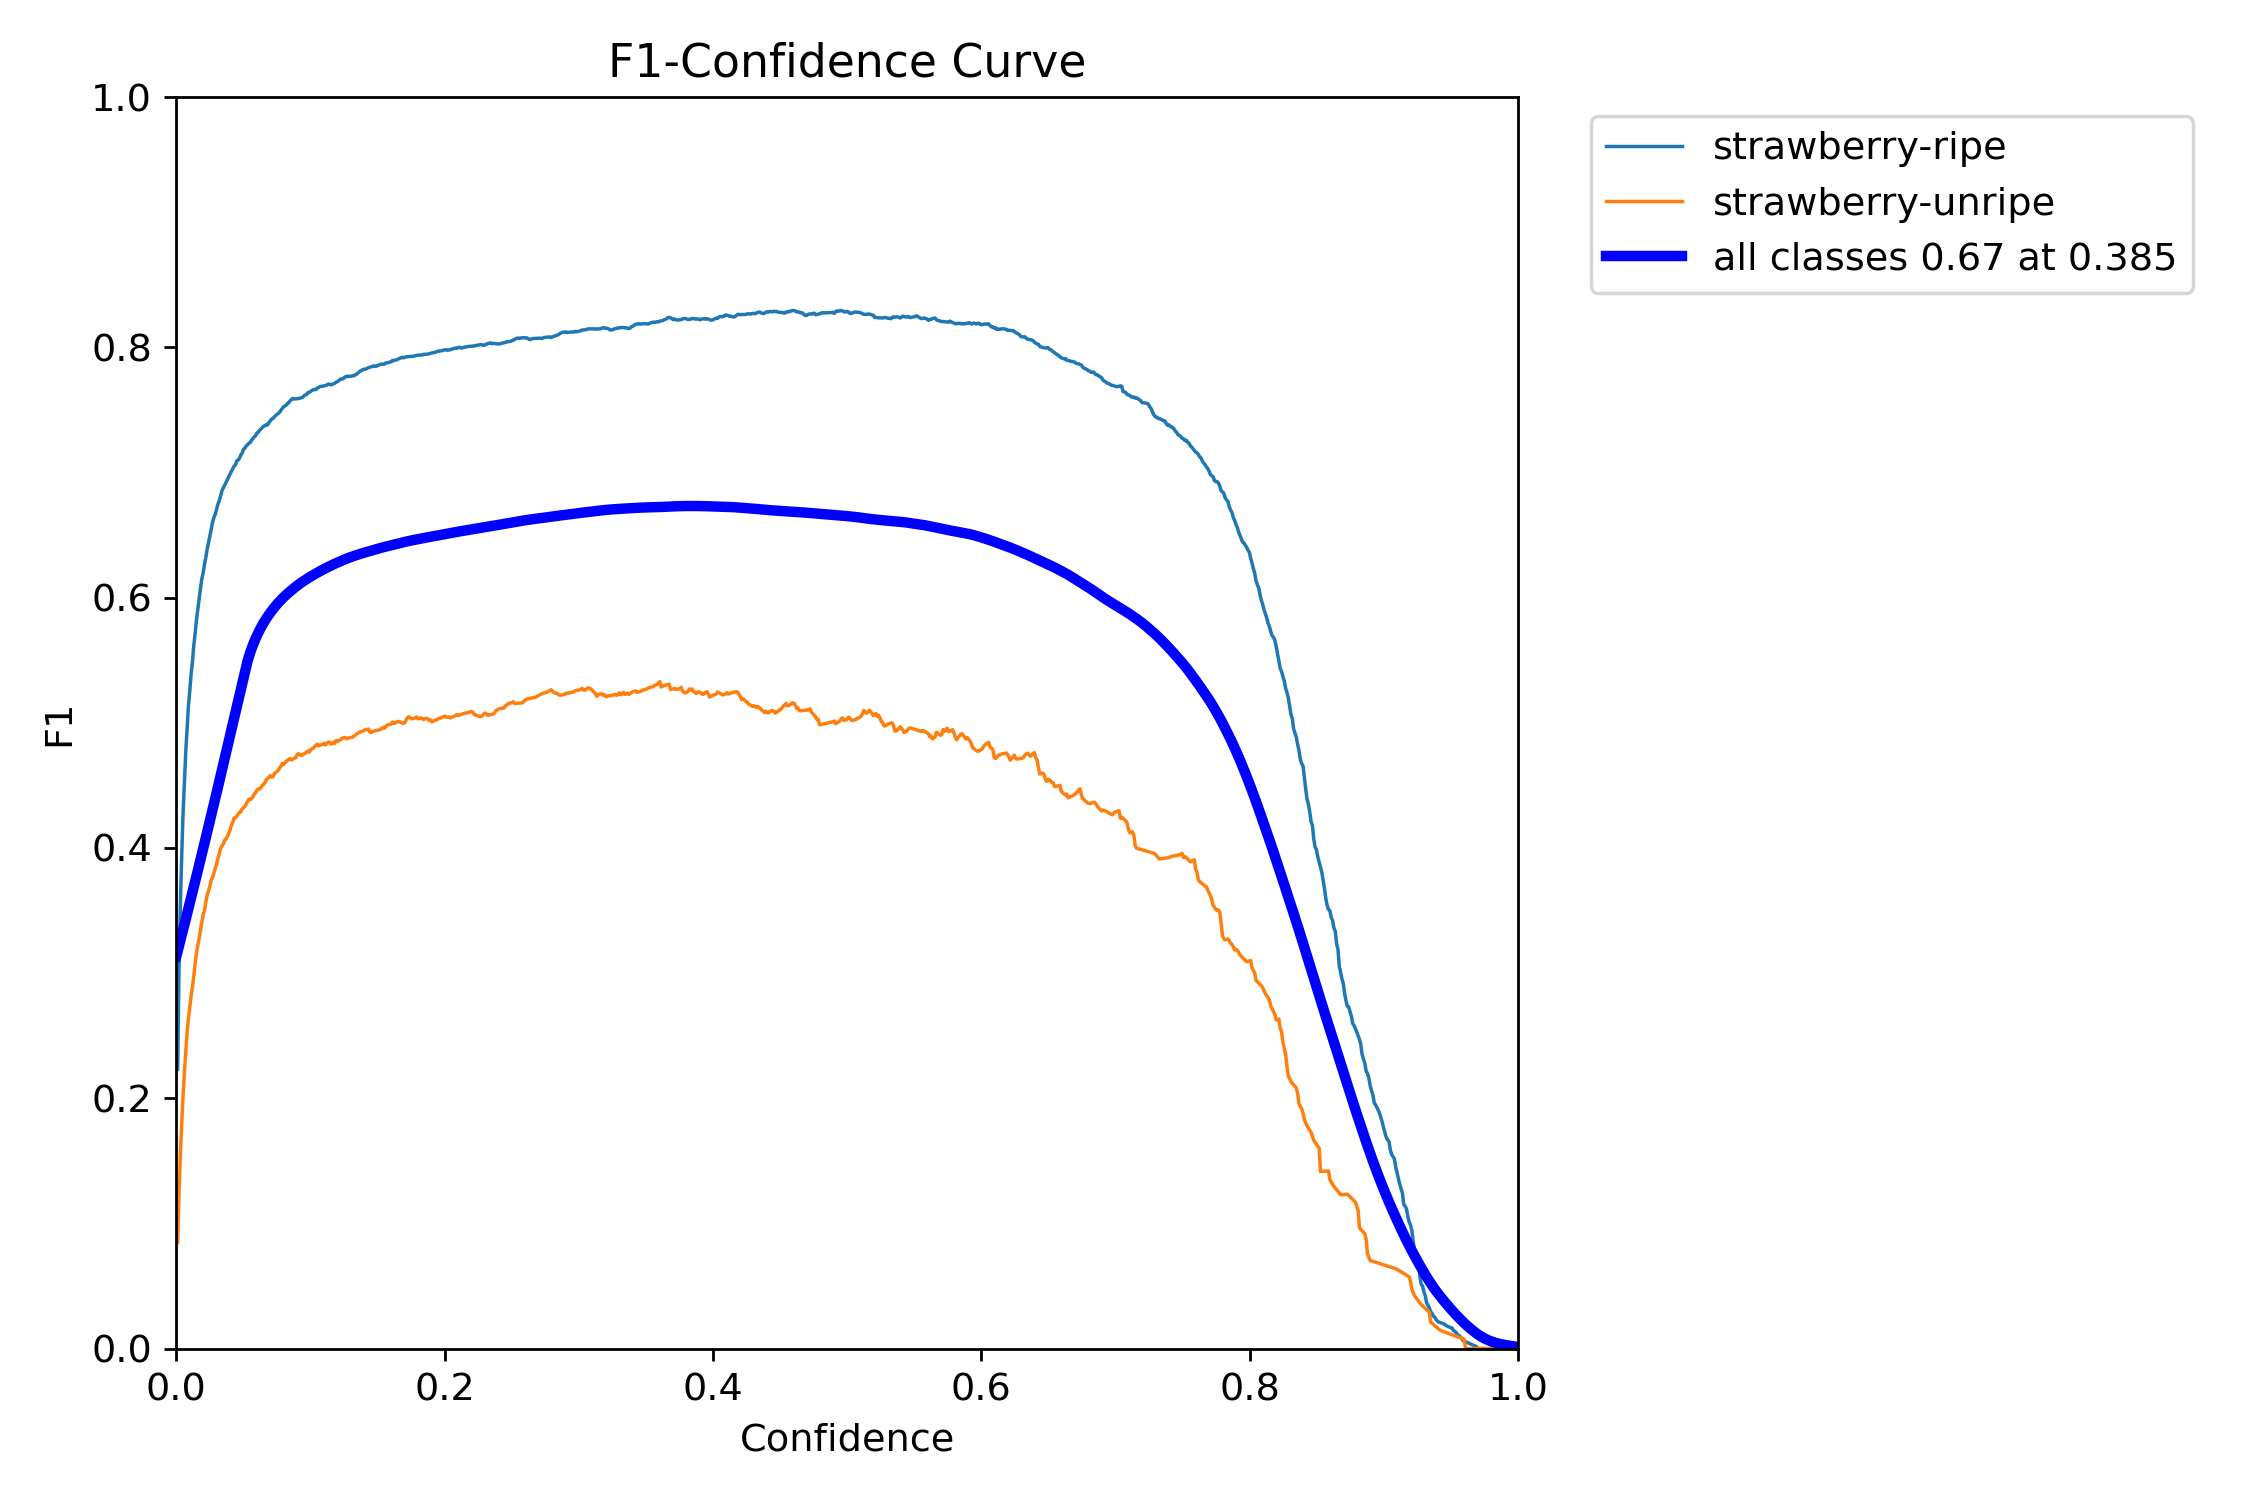 F1-Confidence Curve
1.0
0.8
0.6
0.4
0.2
0.0
F1
0.0 0.2 0.4 0.6 0.8 1.0
Confidence
strawberry-ripe
strawberry-unripe
all classes 0.67 at 0.385